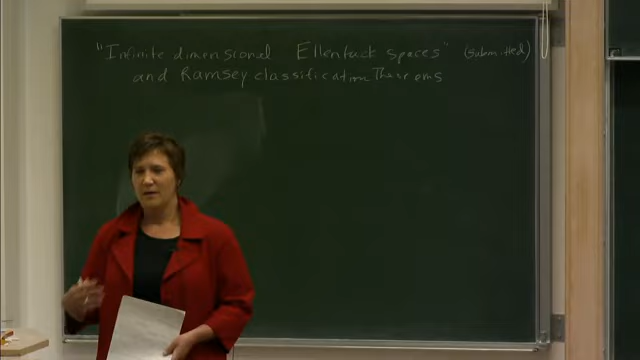 "Infinite dimensional Ellentuck spaces" (submitted)
and Ramsey classification Theorems